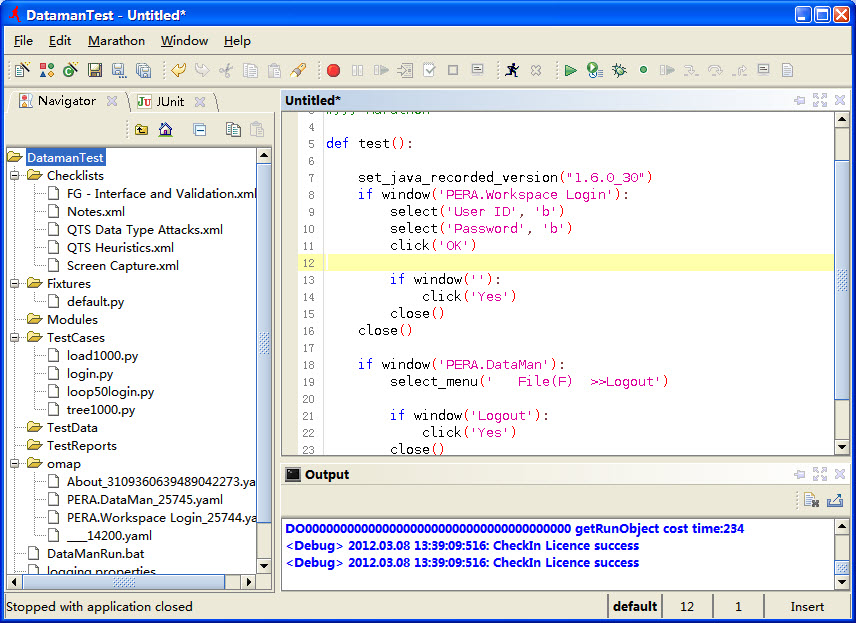 DatamanTest - Untitled*
File Edit Marathon Window Help
Navigator
JUnit
DatamanTest
Checklists
FG - Interface and Validation.xml
Notes.xml
QTS Data Type Attacks.xml
QTS Heuristics.xml
Screen Capture.xml
Fixtures
default.py
Modules
TestCases
load1000.py
login.py
loop50login.py
tree1000.py
TestData
TestReports
omap
About_3109360639489042273.ya
PERA.DataMan_25745.yaml
PERA.Workspace Login_25744.ya
___14200.yaml
DataManRun.bat
logging.properties
Untitled*
4
5 def test():
6
7 set_java_recorded_version("1.6.0_30")
8 if window('PERA.Workspace Login'):
9 select('User ID', 'b')
10 select('Password', 'b')
11 click('OK')
12
13 if window(''):
14 click('Yes')
15 close()
16 close()
17
18 if window('PERA.DataMan'):
19 select_menu('   File(F)  >>Logout')
20
21 if window('Logout'):
22 click('Yes')
23 close()
Output
DO00000000000000000000000000000000000000 getRunObject cost time:234
<Debug> 2012.03.08 13:39:09:516: CheckIn Licence success
<Debug> 2012.03.08 13:39:09:516: CheckIn Licence success
Stopped with application closed
default 12 1 Insert